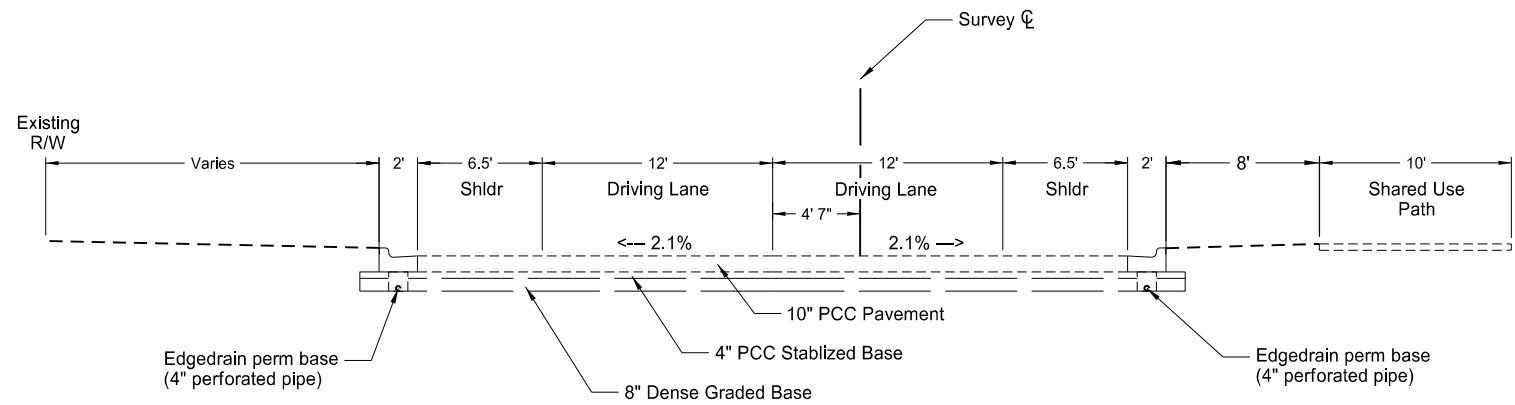 Survey ℄
Existing
R/W
Varies
2'
6.5'
12'
12'
6.5'
2'
8'
10'
Shldr
Driving Lane
Driving Lane
Shldr
Shared Use
Path
4' 7"
<-- 2.1%
2.1% -->
10" PCC Pavement
4" PCC Stablized Base
8" Dense Graded Base
Edgedrain perm base
(4" perforated pipe)
Edgedrain perm base
(4" perforated pipe)